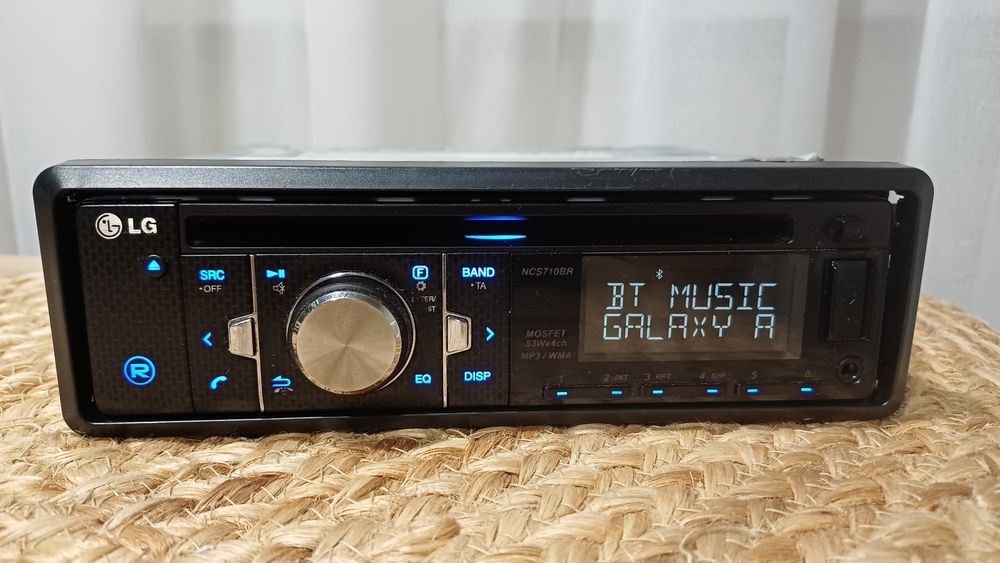 LG
SRC
•OFF
F
ENTER/
BAND
•TA
NCS710BR
BT MUSIC
GALAXY A
MOSFET
53Wx4ch
MP3 / WMA
R
EQ
DISP
1 2 INT 3 RPT 4 SHF 5 6